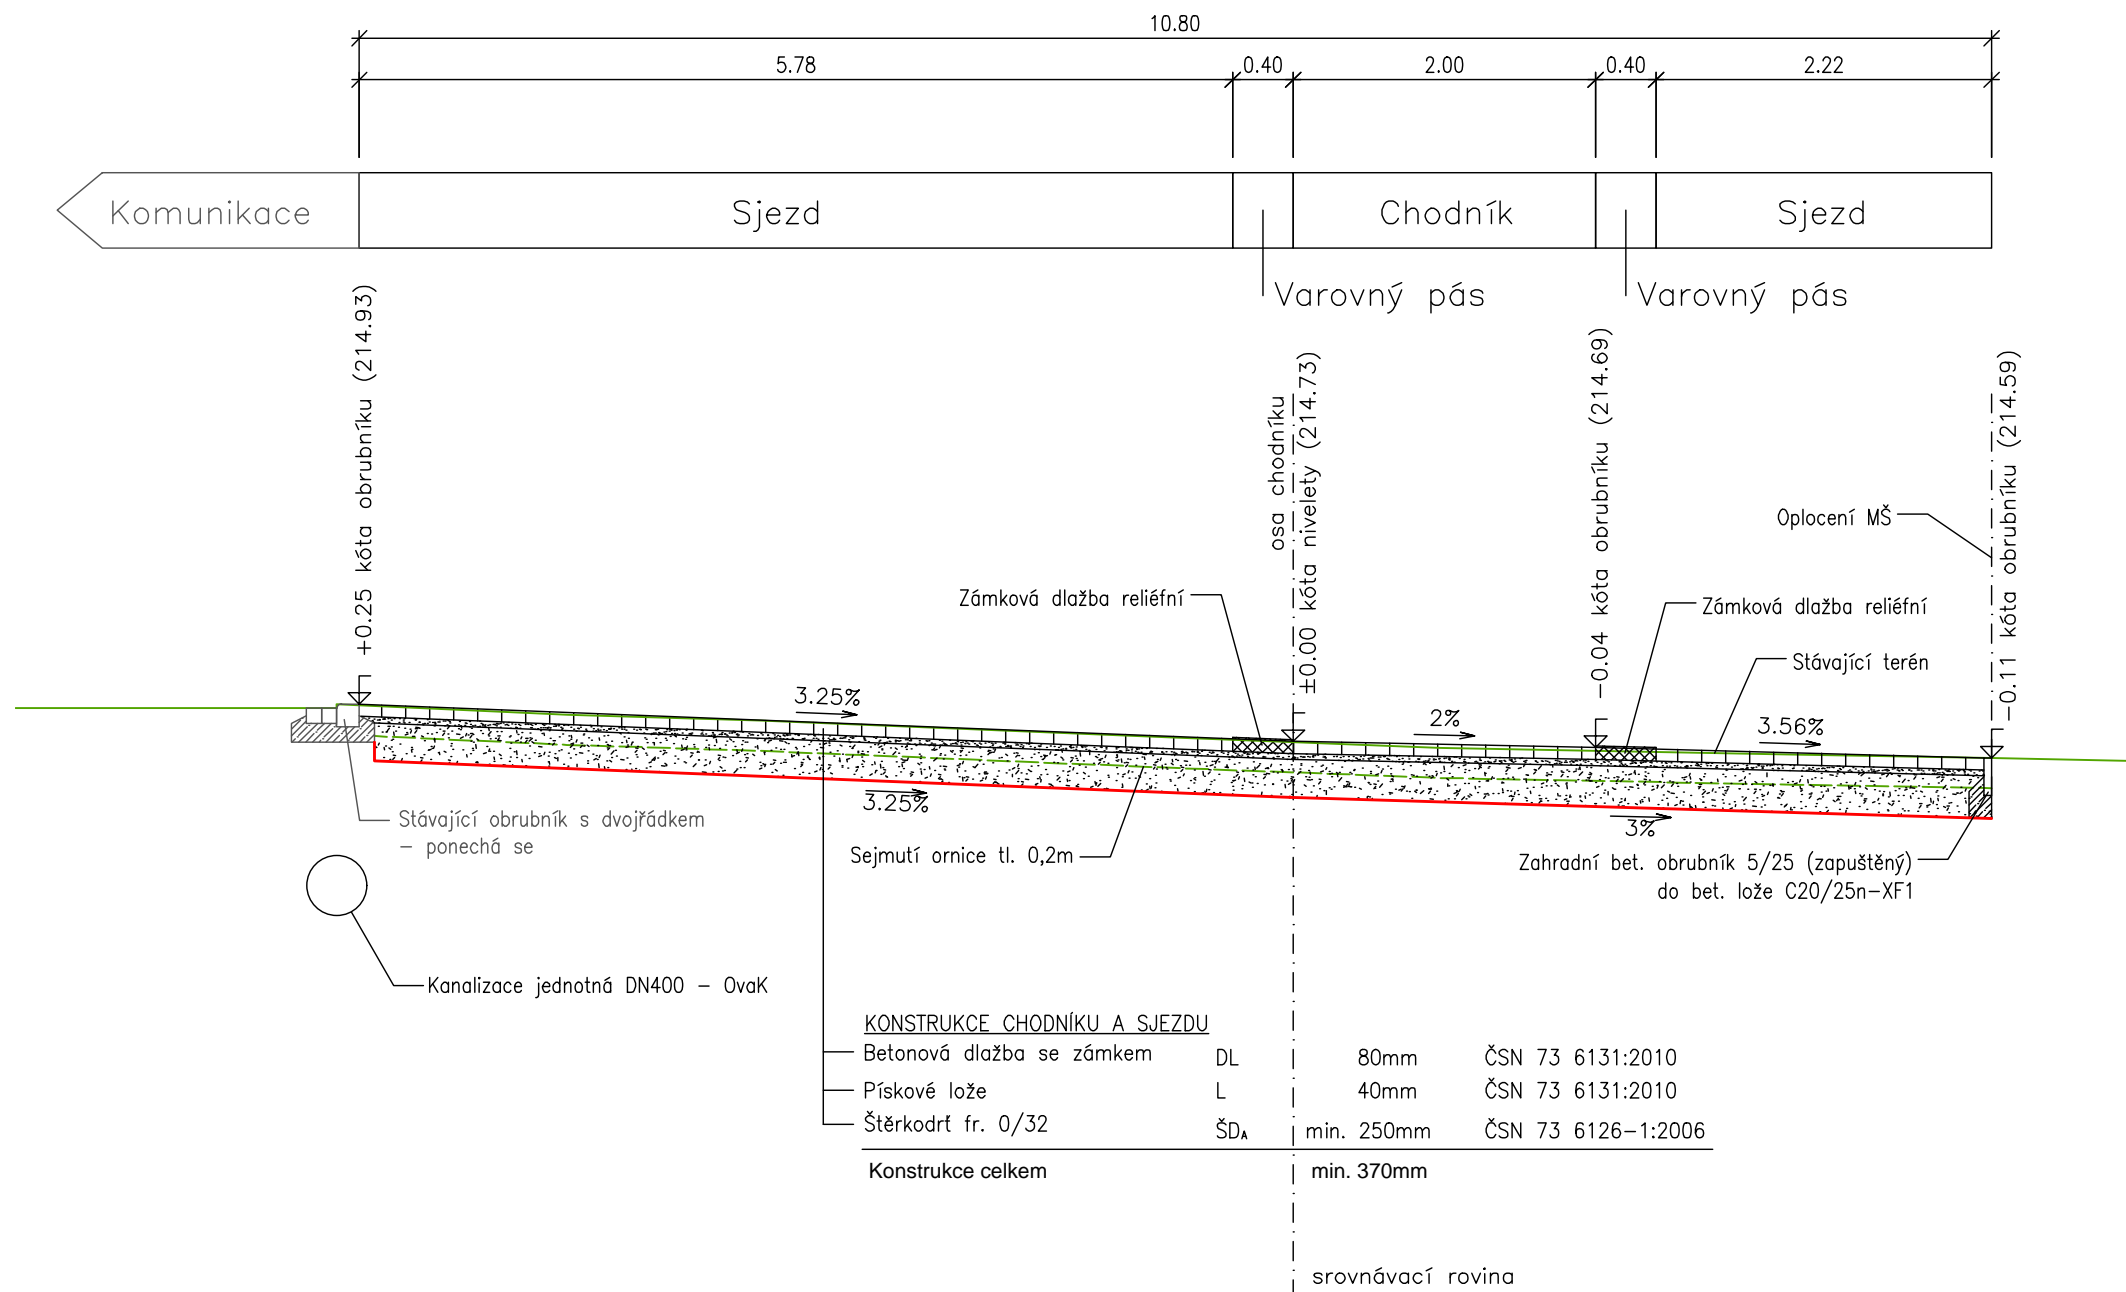 10.80
5.78 0.40 2.00 0.40 2.22
Komunikace Sjezd Chodník Sjezd
Varovný pás Varovný pás
+0.25 kóta obrubníku (214.93)
osa chodníku
±0.00 kóta nivelety (214.73)
-0.04 kóta obrubníku (214.69)
-0.11 kóta obrubníku (214.59)
Oplocení MŠ
Zámková dlažba reliéfní
Zámková dlažba reliéfní
Stávající terén
3.25%
2%
3.56%
3.25%
3%
Stávající obrubník s dvojřádkem
- ponechá se
Sejmutí ornice tl. 0,2m
Zahradní bet. obrubník 5/25 (zapuštěný)
do bet. lože C20/25n-XF1
Kanalizace jednotná DN400 - OvaK
KONSTRUKCE CHODNÍKU A SJEZDU
Betonová dlažba se zámkem DL 80mm ČSN 73 6131:2010
Pískové lože L 40mm ČSN 73 6131:2010
Štěrkodrť fr. 0/32 ŠDA min. 250mm ČSN 73 6126-1:2006
Konstrukce celkem min. 370mm
srovnávací rovina